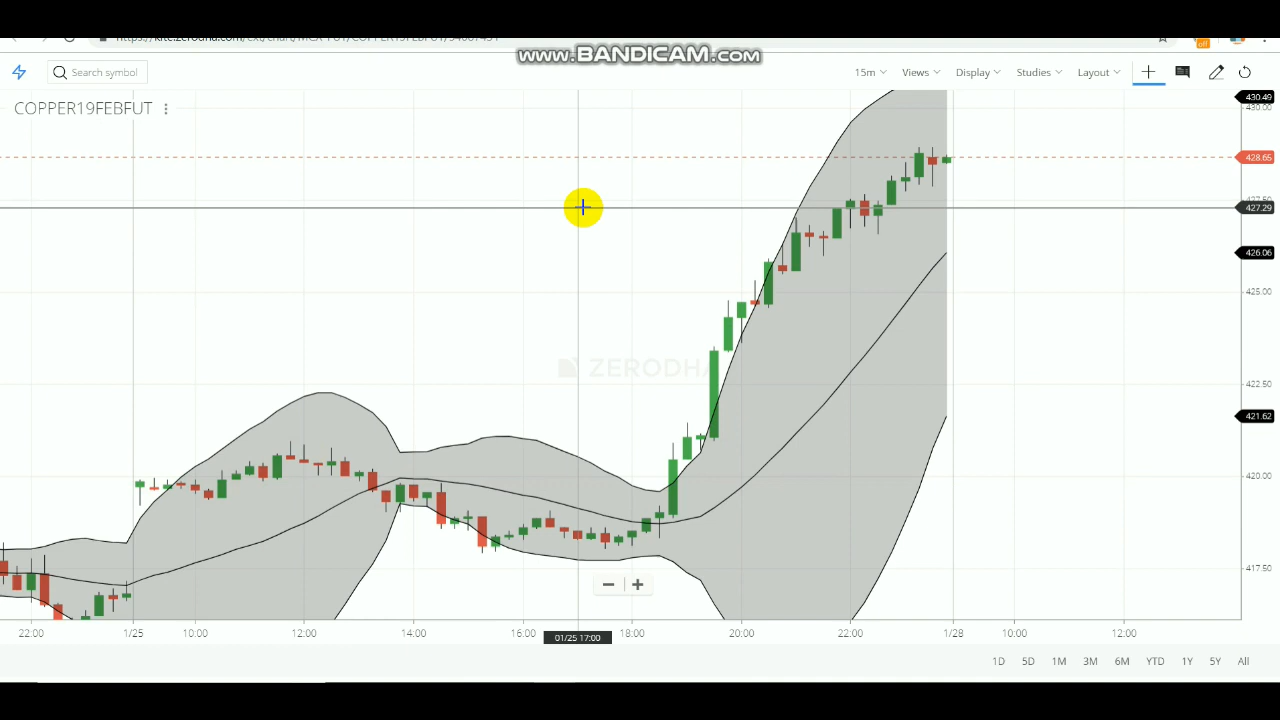 www.BANDICAM.com
Search symbol
15m Views Display Studies Layout
COPPER19FEBFUT
430.49
430.00
428.65
427.29
426.06
425.00
ZERODHA
422.50
421.62
420.00
417.50
22:00 1/25 10:00 12:00 14:00 16:00 18:00 20:00 22:00 1/28 10:00 12:00
01/25 17:00
1D 5D 1M 3M 6M YTD 1Y 5Y All